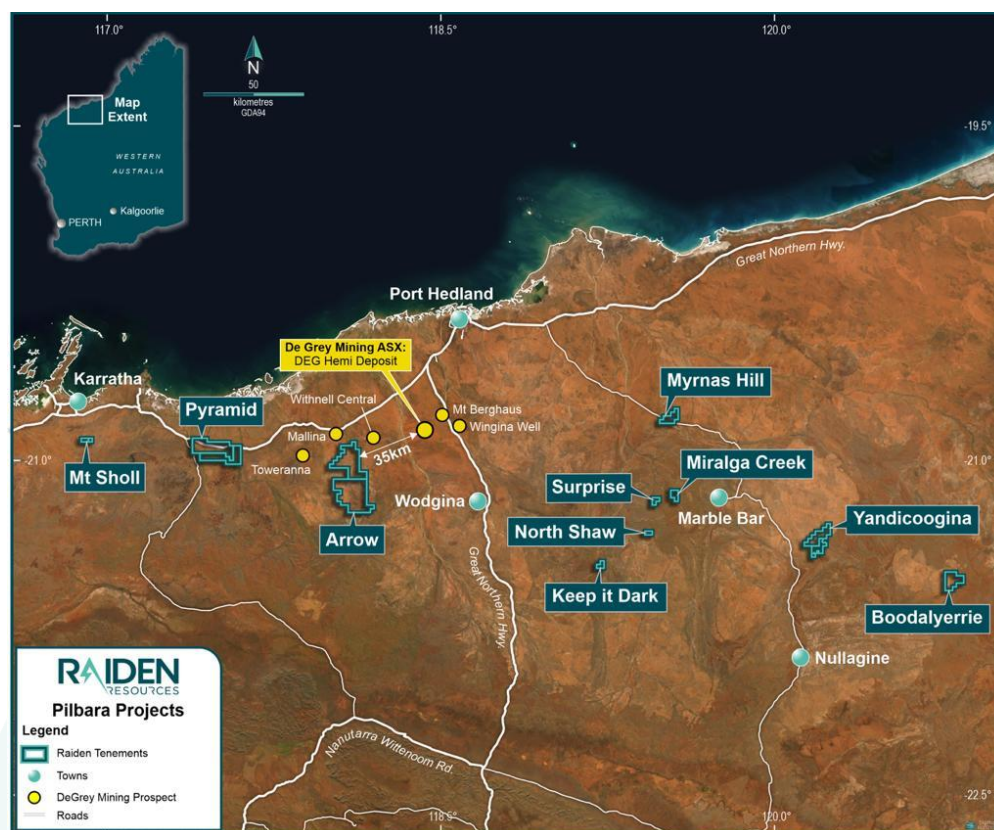 117.0°
118.5°
120.0°
Map
Extent
WESTERN
AUSTRALIA
PERTH
Kalgoorlie
N
50
kilometres
GDA94
-19.5°
Great Northern Hwy.
Port Hedland
De Grey Mining ASX:
DEG Hemi Deposit
Karratha
Withnell Central
Mt Berghaus
Myrnas Hill
Pyramid
Mallina
Wingina Well
-21.0°
35km
-21.0°
Mt Sholl
Toweranna
Miralga Creek
Surprise
Wodgina
Marble Bar
Arrow
North Shaw
Yandicoogina
Keep it Dark
Great Northern Hwy.
Boodalyerrie
Nullagine
RAIDEN
RESOURCES
Pilbara Projects
Legend
Raiden Tenements
Towns
DeGrey Mining Prospect
Roads
Nanutarra Wittenoom Rd.
-22.5°
118.5°
120.0°